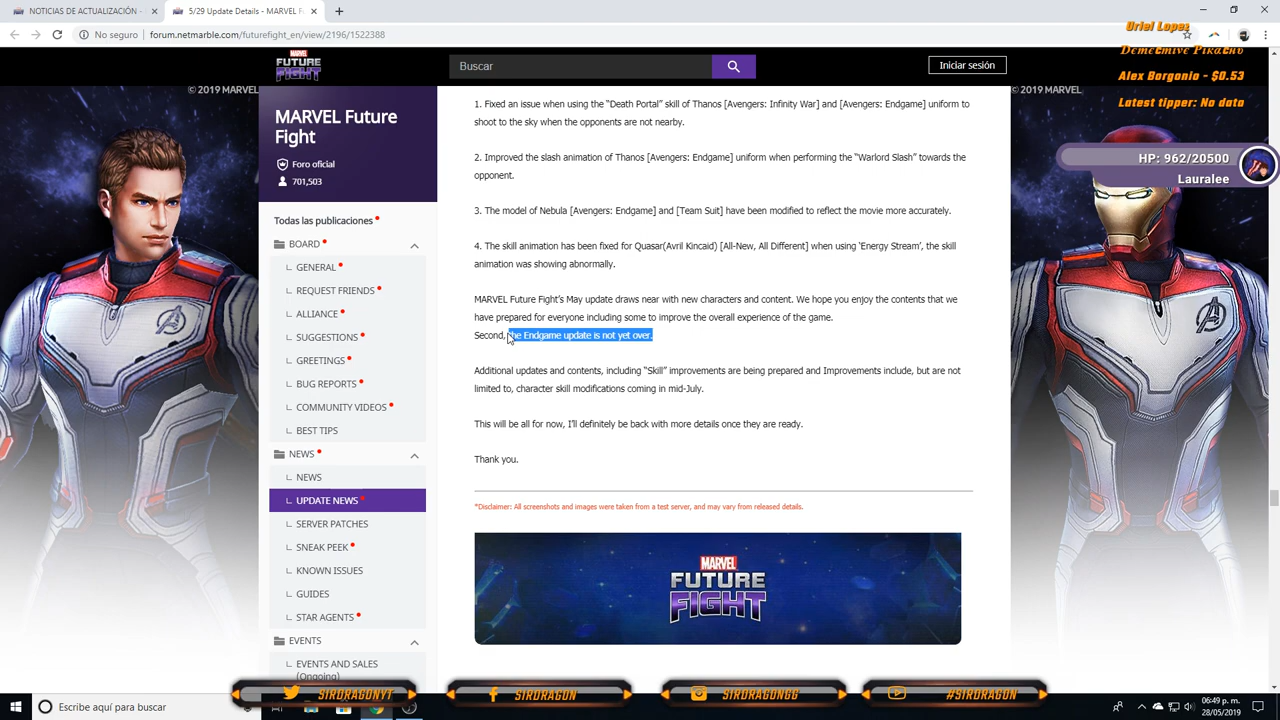 NOTICIAS DE ACTUALIZACIÓN -
5/29 Update Details - MARVEL F
No seguro
forum.netmarble.com/futurefight_en/view/2196/1522388
Uriel Lopez
Alex Borgonio - $0.53
Latest tipper: No data
HP: 962/20500
Lauralee
MARVEL
FUTURE
FIGHT
Buscar
Iniciar sesión
© 2019 MARVEL
© 2019 MARVEL
MARVEL Future
Fight
Foro oficial
701,503
Todas las publicaciones
BOARD
GENERAL
REQUEST FRIENDS
ALLIANCE
SUGGESTIONS
GREETINGS
BUG REPORTS
COMMUNITY VIDEOS
BEST TIPS
NEWS
NEWS
UPDATE NEWS
SERVER PATCHES
SNEAK PEEK
KNOWN ISSUES
GUIDES
STAR AGENTS
EVENTS
EVENTS AND SALES
(Ongoing)
1. Fixed an issue when using the “Death Portal” skill of Thanos [Avengers: Infinity War] and [Avengers: Endgame] uniform to
shoot to the sky when the opponents are not nearby.
2. Improved the slash animation of Thanos [Avengers: Endgame] uniform when performing the “Warlord Slash” towards the
opponent.
3. The model of Nebula [Avengers: Endgame] and [Team Suit] have been modified to reflect the movie more accurately.
4. The skill animation has been fixed for Quasar(Avril Kincaid) [All-New, All Different] when using ‘Energy Stream’, the skill
animation was showing abnormally.
MARVEL Future Fight’s May update draws near with new characters and content. We hope you enjoy the contents that we
have prepared for everyone including some to improve the overall experience of the game.
Second, the Endgame update is not yet over.
Additional updates and contents, including “Skill” improvements are being prepared and Improvements include, but are not
limited to, character skill modifications coming in mid-July.
This will be all for now, I’ll definitely be back with more details once they are ready.
Thank you.
*Disclaimer: All screenshots and images were taken from a test server, and may vary from released details.
MARVEL
FUTURE
FIGHT
SIRDRAGONYT
SIRDRAGON
SIRDRAGONGG
#SIRDRAGON
Escribe aquí para buscar
06:49 p. m.
28/05/2019